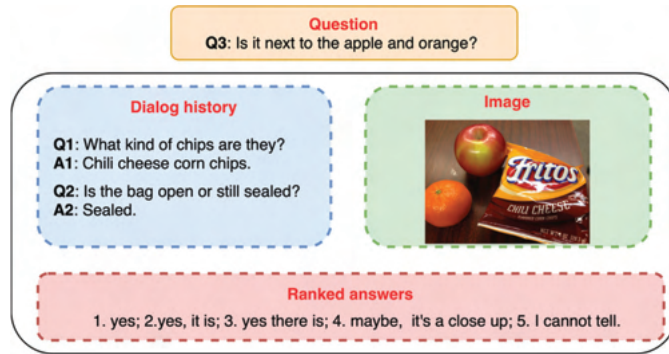 Question
Q3: Is it next to the apple and orange?
Dialog history
Q1: What kind of chips are they?
A1: Chili cheese corn chips.
Q2: Is the bag open or still sealed?
A2: Sealed.
Image
Fritos
CHILI CHEESE
Ranked answers
1. yes; 2.yes, it is; 3. yes there is; 4. maybe, it's a close up; 5. I cannot tell.